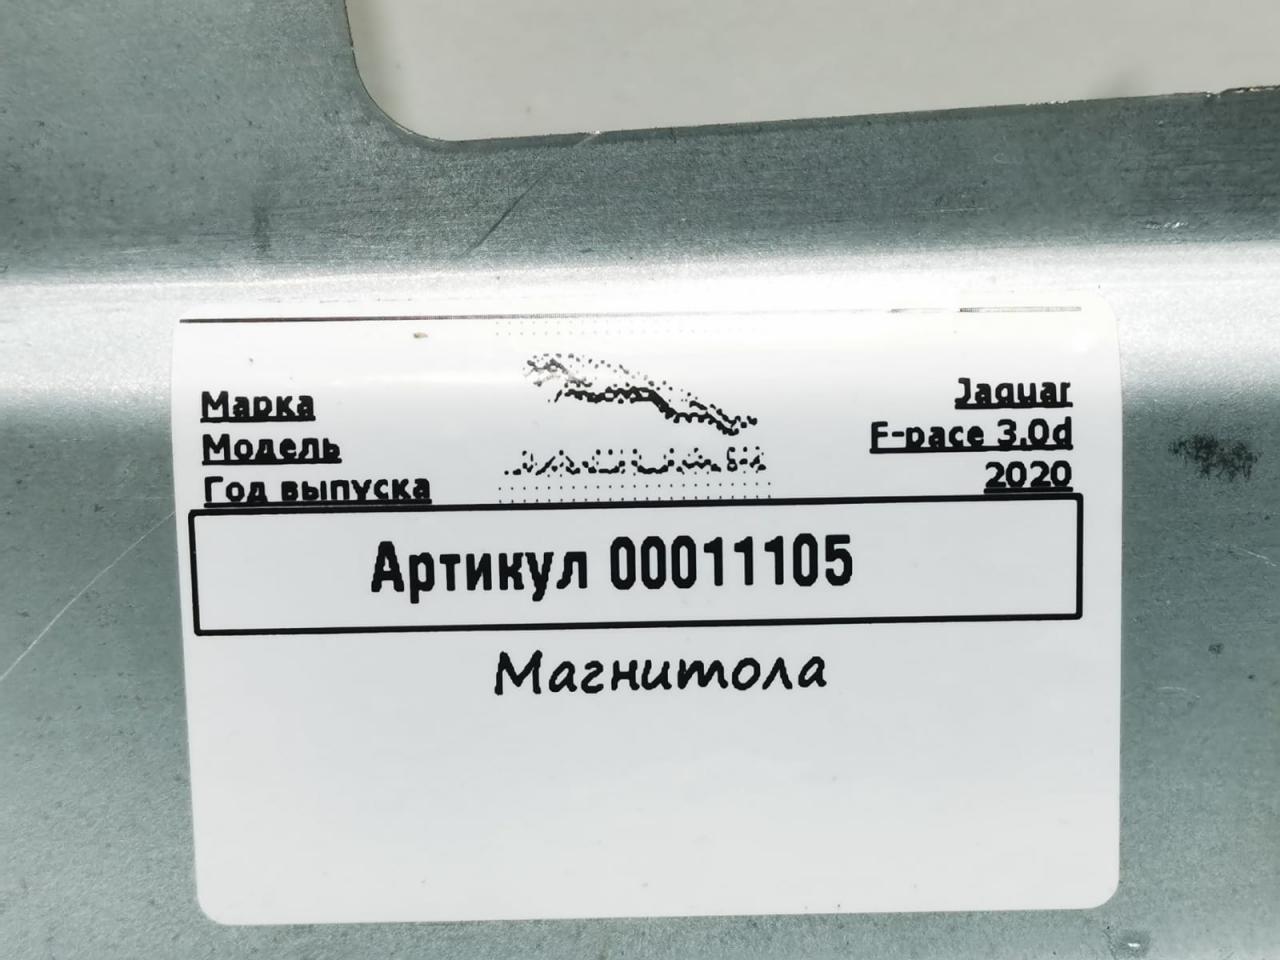 Марка Jaguar
Модель F-pace 3.0d
Год выпуска 2020
Артикул 00011105
Магнитола